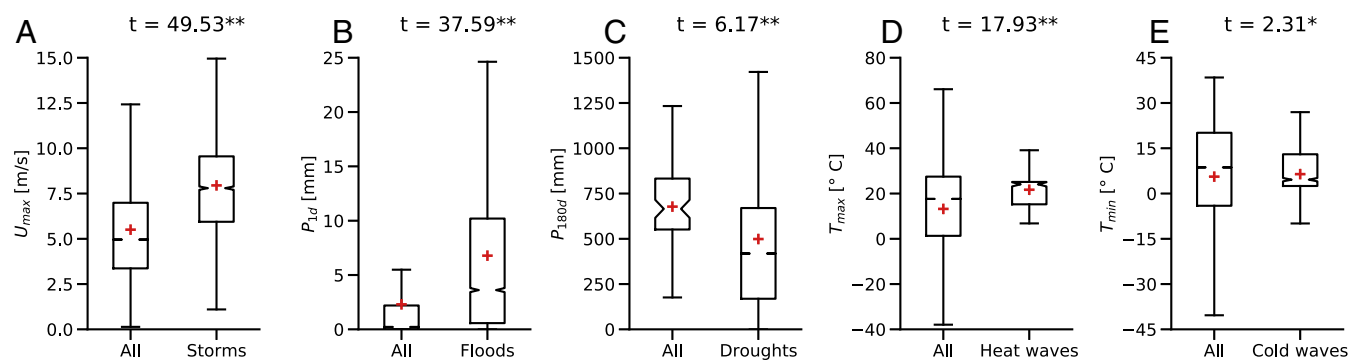 A
t = 49.53**
U_max [m/s]
15.0
12.5
10.0
7.5
5.0
2.5
0.0
All
Storms
B
t = 37.59**
P_1d [mm]
25
20
15
10
5
0
All
Floods
C
t = 6.17**
P_180d [mm]
1500
1250
1000
750
500
250
0
All
Droughts
D
t = 17.93**
T_max [° C]
80
60
40
20
0
−20
−40
All
Heat waves
E
t = 2.31*
T_min [° C]
45
30
15
0
−15
−30
−45
All
Cold waves